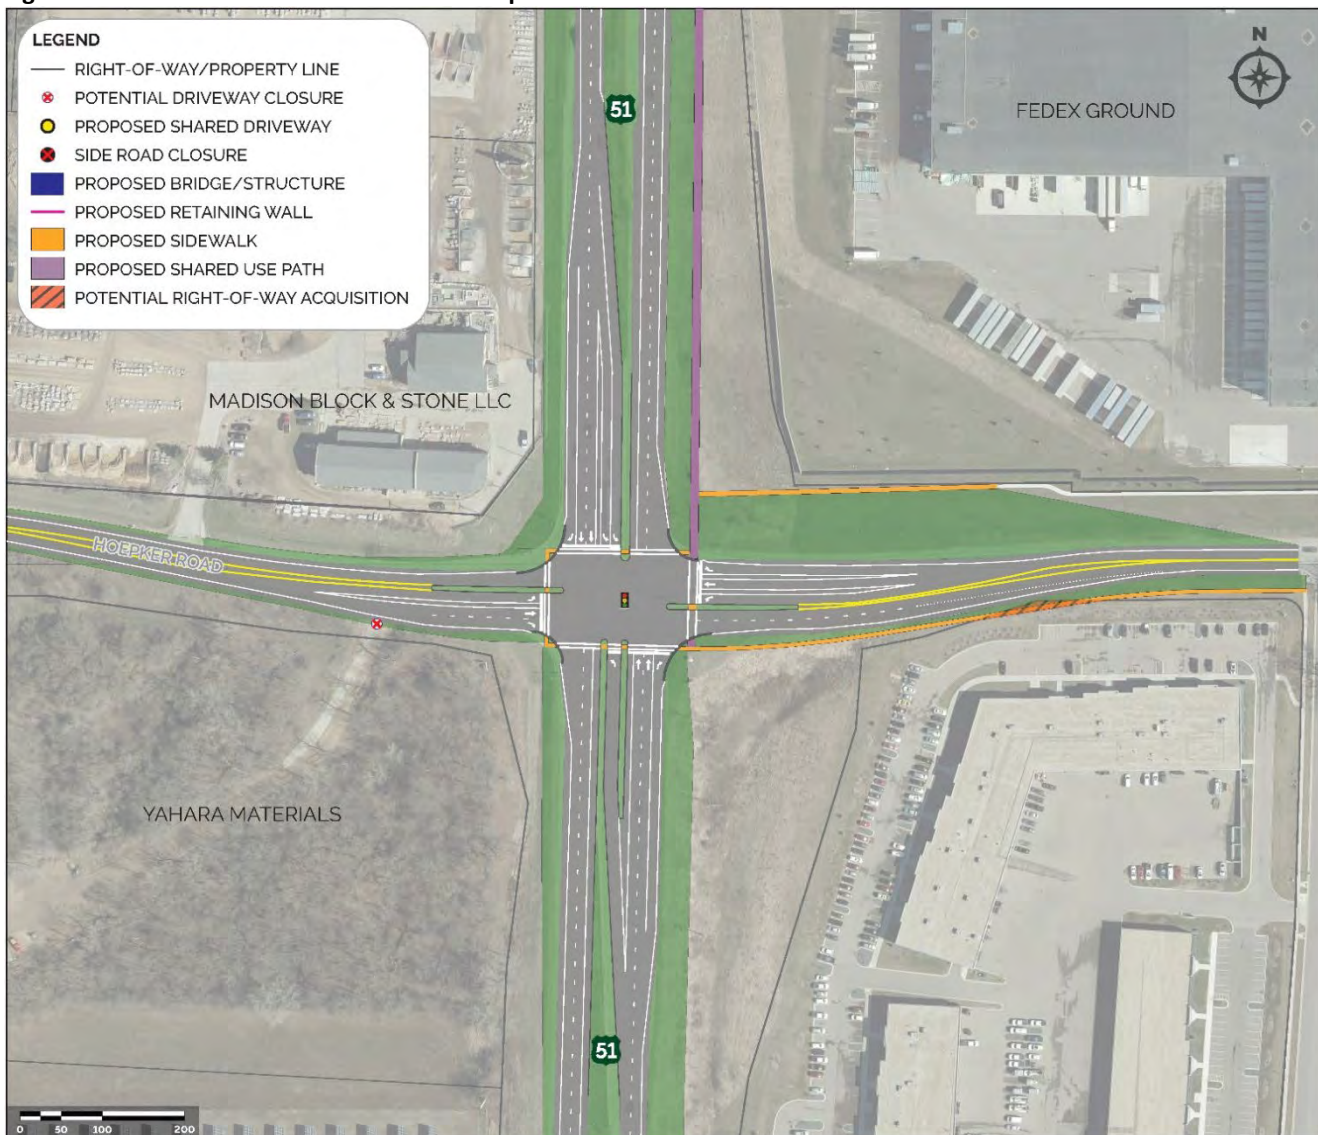 LEGEND
RIGHT-OF-WAY/PROPERTY LINE
POTENTIAL DRIVEWAY CLOSURE
PROPOSED SHARED DRIVEWAY
SIDE ROAD CLOSURE
PROPOSED BRIDGE/STRUCTURE
PROPOSED RETAINING WALL
PROPOSED SIDEWALK
PROPOSED SHARED USE PATH
POTENTIAL RIGHT-OF-WAY ACQUISITION
N
51
FEDEX GROUND
MADISON BLOCK & STONE LLC
HOEPKER ROAD
YAHARA MATERIALS
51
0 50 100 200